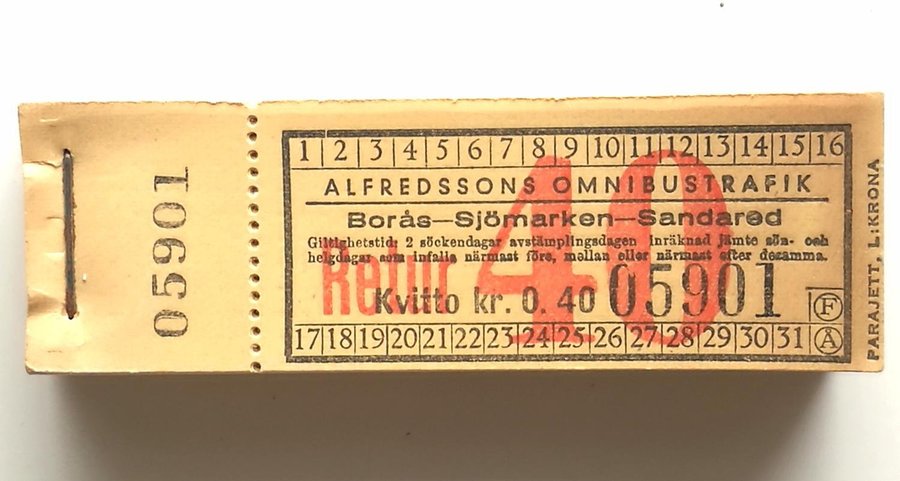 05901
1 2 3 4 5 6 7 8 9 10 11 12 13 14 15 16
ALFREDSSONS OMNIBUSTRAFIK
Borås—Sjömarken—Sandared
Giltighetstid: 2 söckendagar avstämplingsdagen inräknad jämte sön- och
helgdagar som infalla närmast före, mellan eller närmast efter desamma.
Retur 40
Kvitto kr. 0.40 05901 F
17 18 19 20 21 22 23 24 25 26 27 28 29 30 31 Å
PARAJETT, L:KRONA